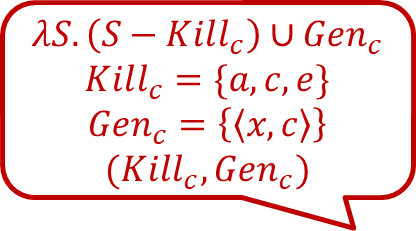 λS.(S − Kill_c) ∪ Gen_c
Kill_c = {a, c, e}
Gen_c = {⟨x, c⟩}
(Kill_c, Gen_c)